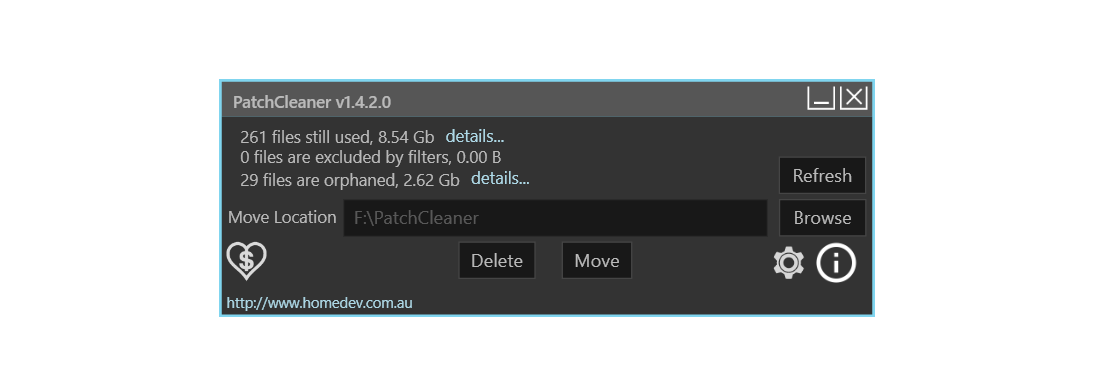 PatchCleaner v1.4.2.0
261 files still used, 8.54 Gb details...
0 files are excluded by filters, 0.00 B
29 files are orphaned, 2.62 Gb details...
Refresh
Move Location F:\PatchCleaner Browse
$ Delete Move i
http://www.homedev.com.au